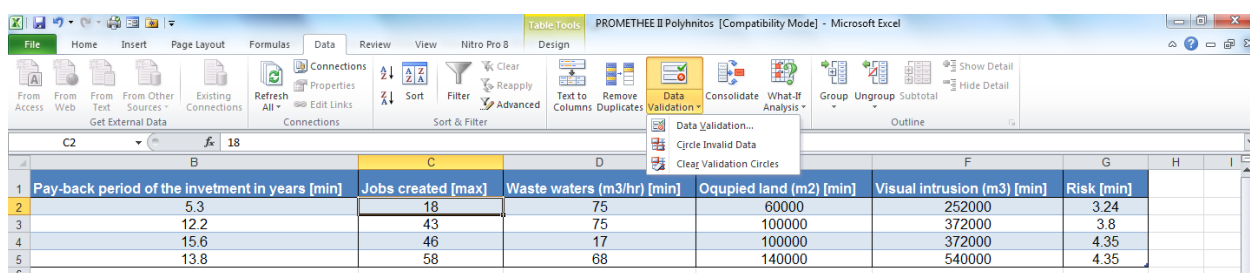 Table Tools PROMETHEE II Polyhnitos [Compatibility Mode] - Microsoft Excel
File Home Insert Page Layout Formulas Data Review View Nitro Pro 8 Design
From Access From Web From Text From Other Sources Existing Connections Refresh All Connections Properties Edit Links Sort Filter Clear Reapply Advanced Text to Columns Remove Duplicates Data Validation Consolidate What-If Analysis Group Ungroup Subtotal Show Detail Hide Detail
Get External Data Connections Sort & Filter Outline
Data Validation...
Circle Invalid Data
Clear Validation Circles
C2 fx 18
B C D F G H I
1 Pay-back period of the invetment in years [min] Jobs created [max] Waste waters (m3/hr) [min] Oqupied land (m2) [min] Visual intrusion (m3) [min] Risk [min]
2 5.3 18 75 60000 252000 3.24
3 12.2 43 75 100000 372000 3.8
4 15.6 46 17 100000 372000 4.35
5 13.8 58 68 140000 540000 4.35